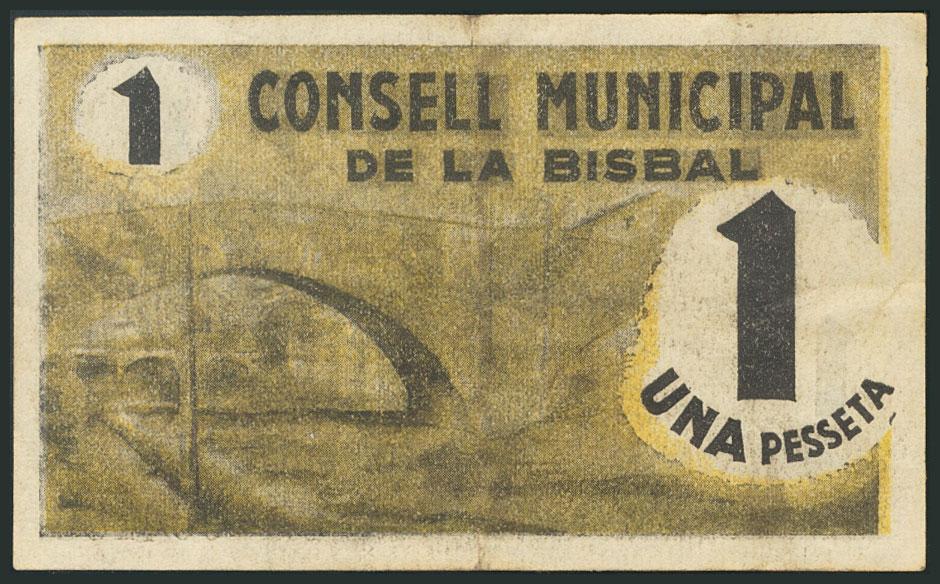 1
CONSELL MUNICIPAL
DE LA BISBAL
1
UNA PESSETA